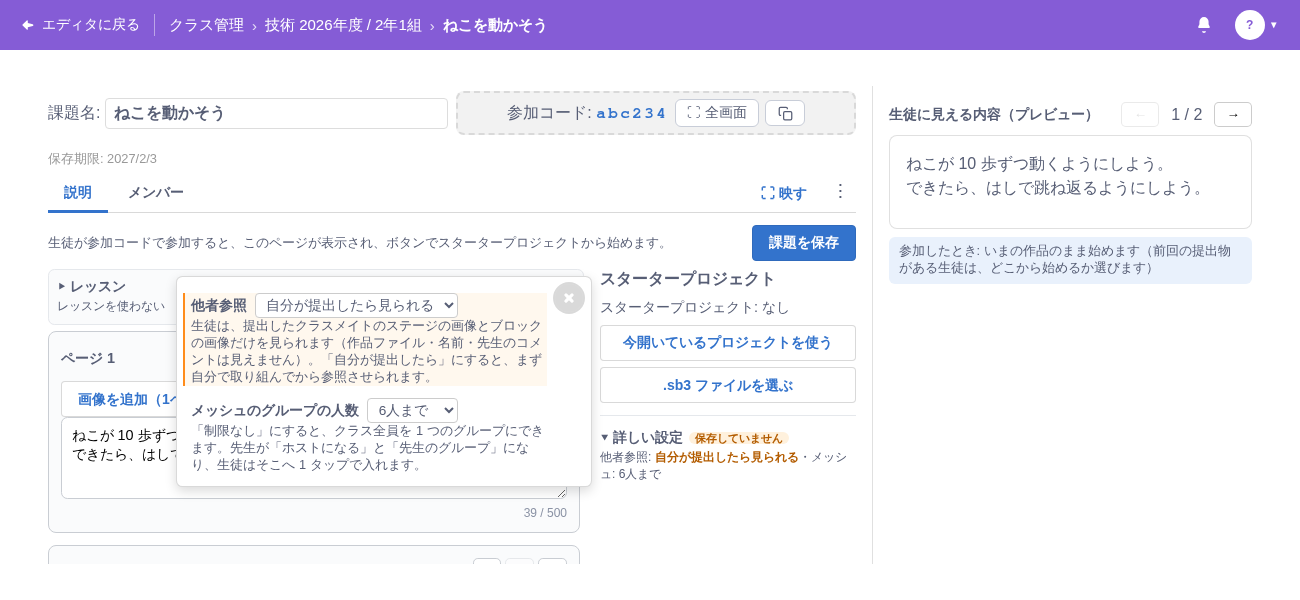 エディタに戻る
クラス管理 › 技術 2026年度 / 2年1組 › ねこを動かそう
?
課題名: ねこを動かそう
参加コード: abc234 全画面
保存期限: 2027/2/3
説明 メンバー
映す
生徒が参加コードで参加すると、このページが表示され、ボタンでスタータープロジェクトから始めます。
課題を保存
レッスン
レッスンを使わない
ページ 1
画像を追加（1ペ
ねこが 10 歩ずつ
できたら、はしで
39 / 500
他者参照 自分が提出したら見られる
生徒は、提出したクラスメイトのステージの画像とブロック
の画像だけを見られます（作品ファイル・名前・先生のコメ
ントは見えません）。「自分が提出したら」にすると、まず
自分で取り組んでから参照させられます。
メッシュのグループの人数 6人まで
「制限なし」にすると、クラス全員を 1 つのグループにでき
ます。先生が「ホストになる」と「先生のグループ」にな
り、生徒はそこへ 1 タップで入れます。
スタータープロジェクト
スタータープロジェクト: なし
今開いているプロジェクトを使う
.sb3 ファイルを選ぶ
詳しい設定 保存していません
他者参照: 自分が提出したら見られる・メッシ
ュ: 6人まで
生徒に見える内容（プレビュー）
← 1 / 2 →
ねこが 10 歩ずつ動くようにしよう。
できたら、はしで跳ね返るようにしよう。
参加したとき: いまの作品のまま始めます（前回の提出物
がある生徒は、どこから始めるか選びます）